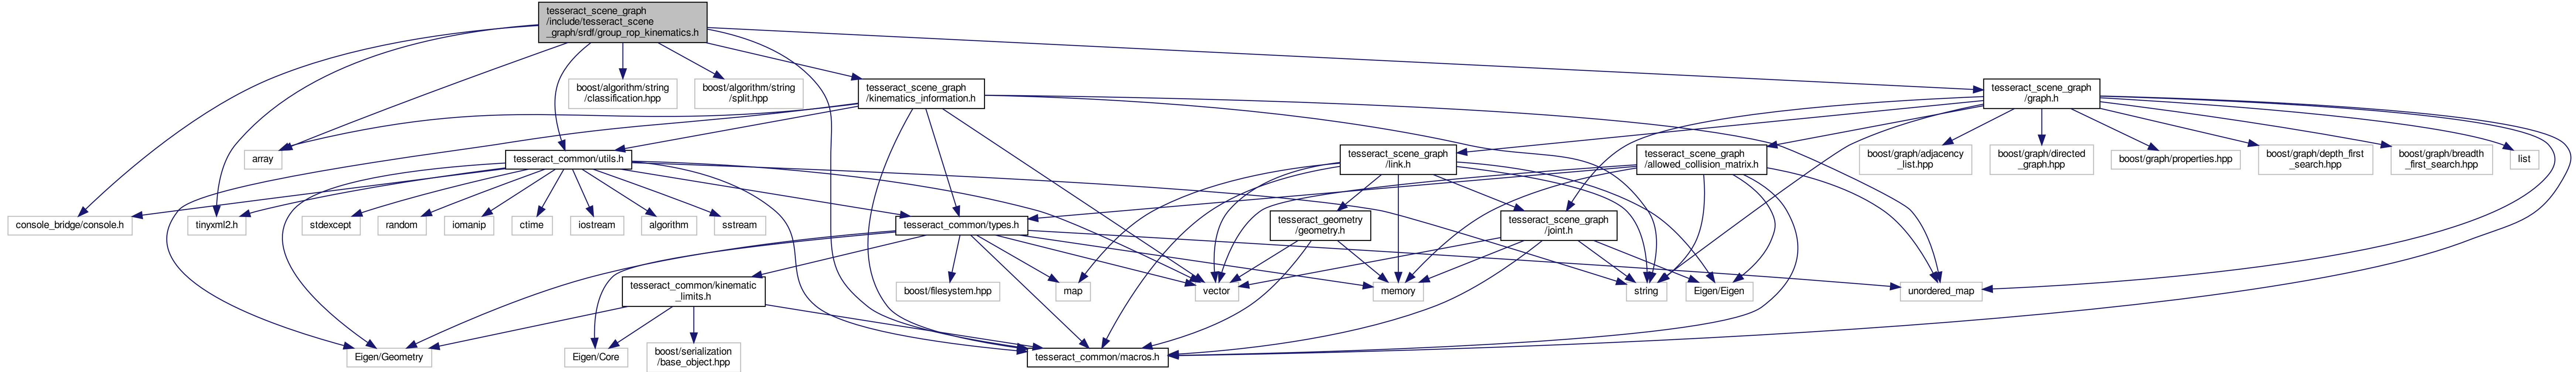 tesseract_scene_graph
/include/tesseract_scene
_graph/srdf/group_rop_kinematics.h
boost/algorithm/string
/classification.hpp
boost/algorithm/string
/split.hpp
tesseract_scene_graph
/kinematics_information.h
tesseract_scene_graph
/graph.h
array
tesseract_common/utils.h
tesseract_scene_graph
/link.h
tesseract_scene_graph
/allowed_collision_matrix.h
boost/graph/adjacency
_list.hpp
boost/graph/directed
_graph.hpp
boost/graph/properties.hpp
boost/graph/depth_first
_search.hpp
boost/graph/breadth
_first_search.hpp
list
console_bridge/console.h
tinyxml2.h
stdexcept
random
iomanip
ctime
iostream
algorithm
sstream
tesseract_common/types.h
tesseract_geometry
/geometry.h
tesseract_scene_graph
/joint.h
tesseract_common/kinematic
_limits.h
boost/filesystem.hpp
map
vector
memory
string
Eigen/Eigen
unordered_map
Eigen/Geometry
Eigen/Core
boost/serialization
/base_object.hpp
tesseract_common/macros.h